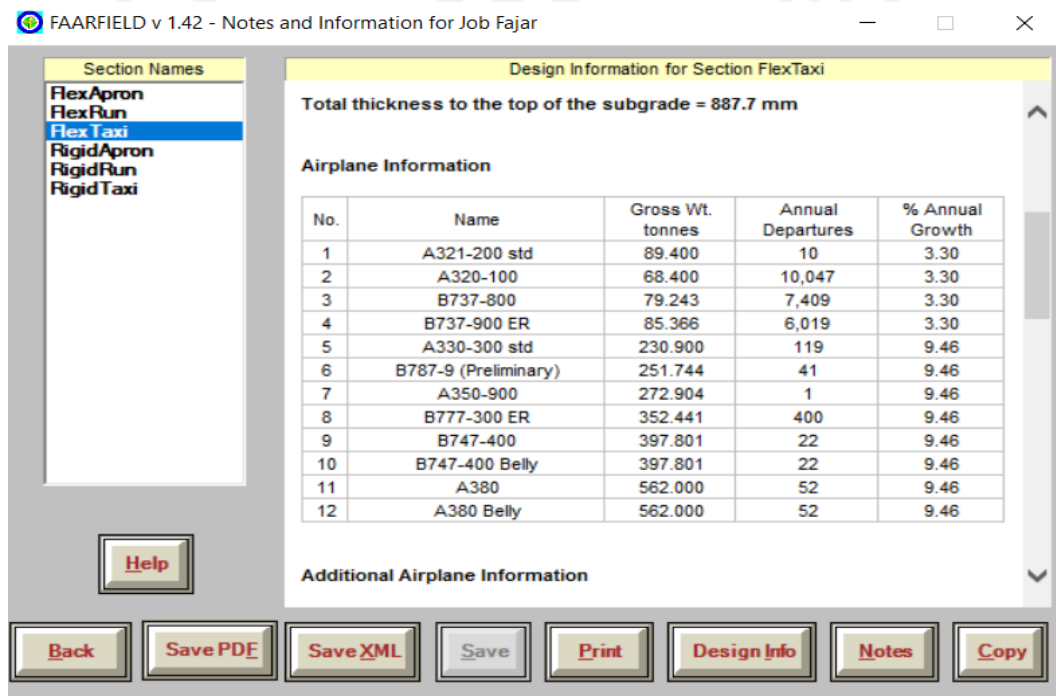 FAARFIELD v 1.42 - Notes and Information for Job Fajar
Section Names
FlexApron
FlexRun
FlexTaxi
RigidApron
RigidRun
RigidTaxi
Design Information for Section FlexTaxi
Total thickness to the top of the subgrade = 887.7 mm
Airplane Information
No. Name Gross Wt. tonnes Annual Departures % Annual Growth
1 A321-200 std 89.400 10 3.30
2 A320-100 68.400 10,047 3.30
3 B737-800 79.243 7,409 3.30
4 B737-900 ER 85.366 6,019 3.30
5 A330-300 std 230.900 119 9.46
6 B787-9 (Preliminary) 251.744 41 9.46
7 A350-900 272.904 1 9.46
8 B777-300 ER 352.441 400 9.46
9 B747-400 397.801 22 9.46
10 B747-400 Belly 397.801 22 9.46
11 A380 562.000 52 9.46
12 A380 Belly 562.000 52 9.46
Additional Airplane Information
Help
Back Save PDF Save XML Save Print Design Info Notes Copy